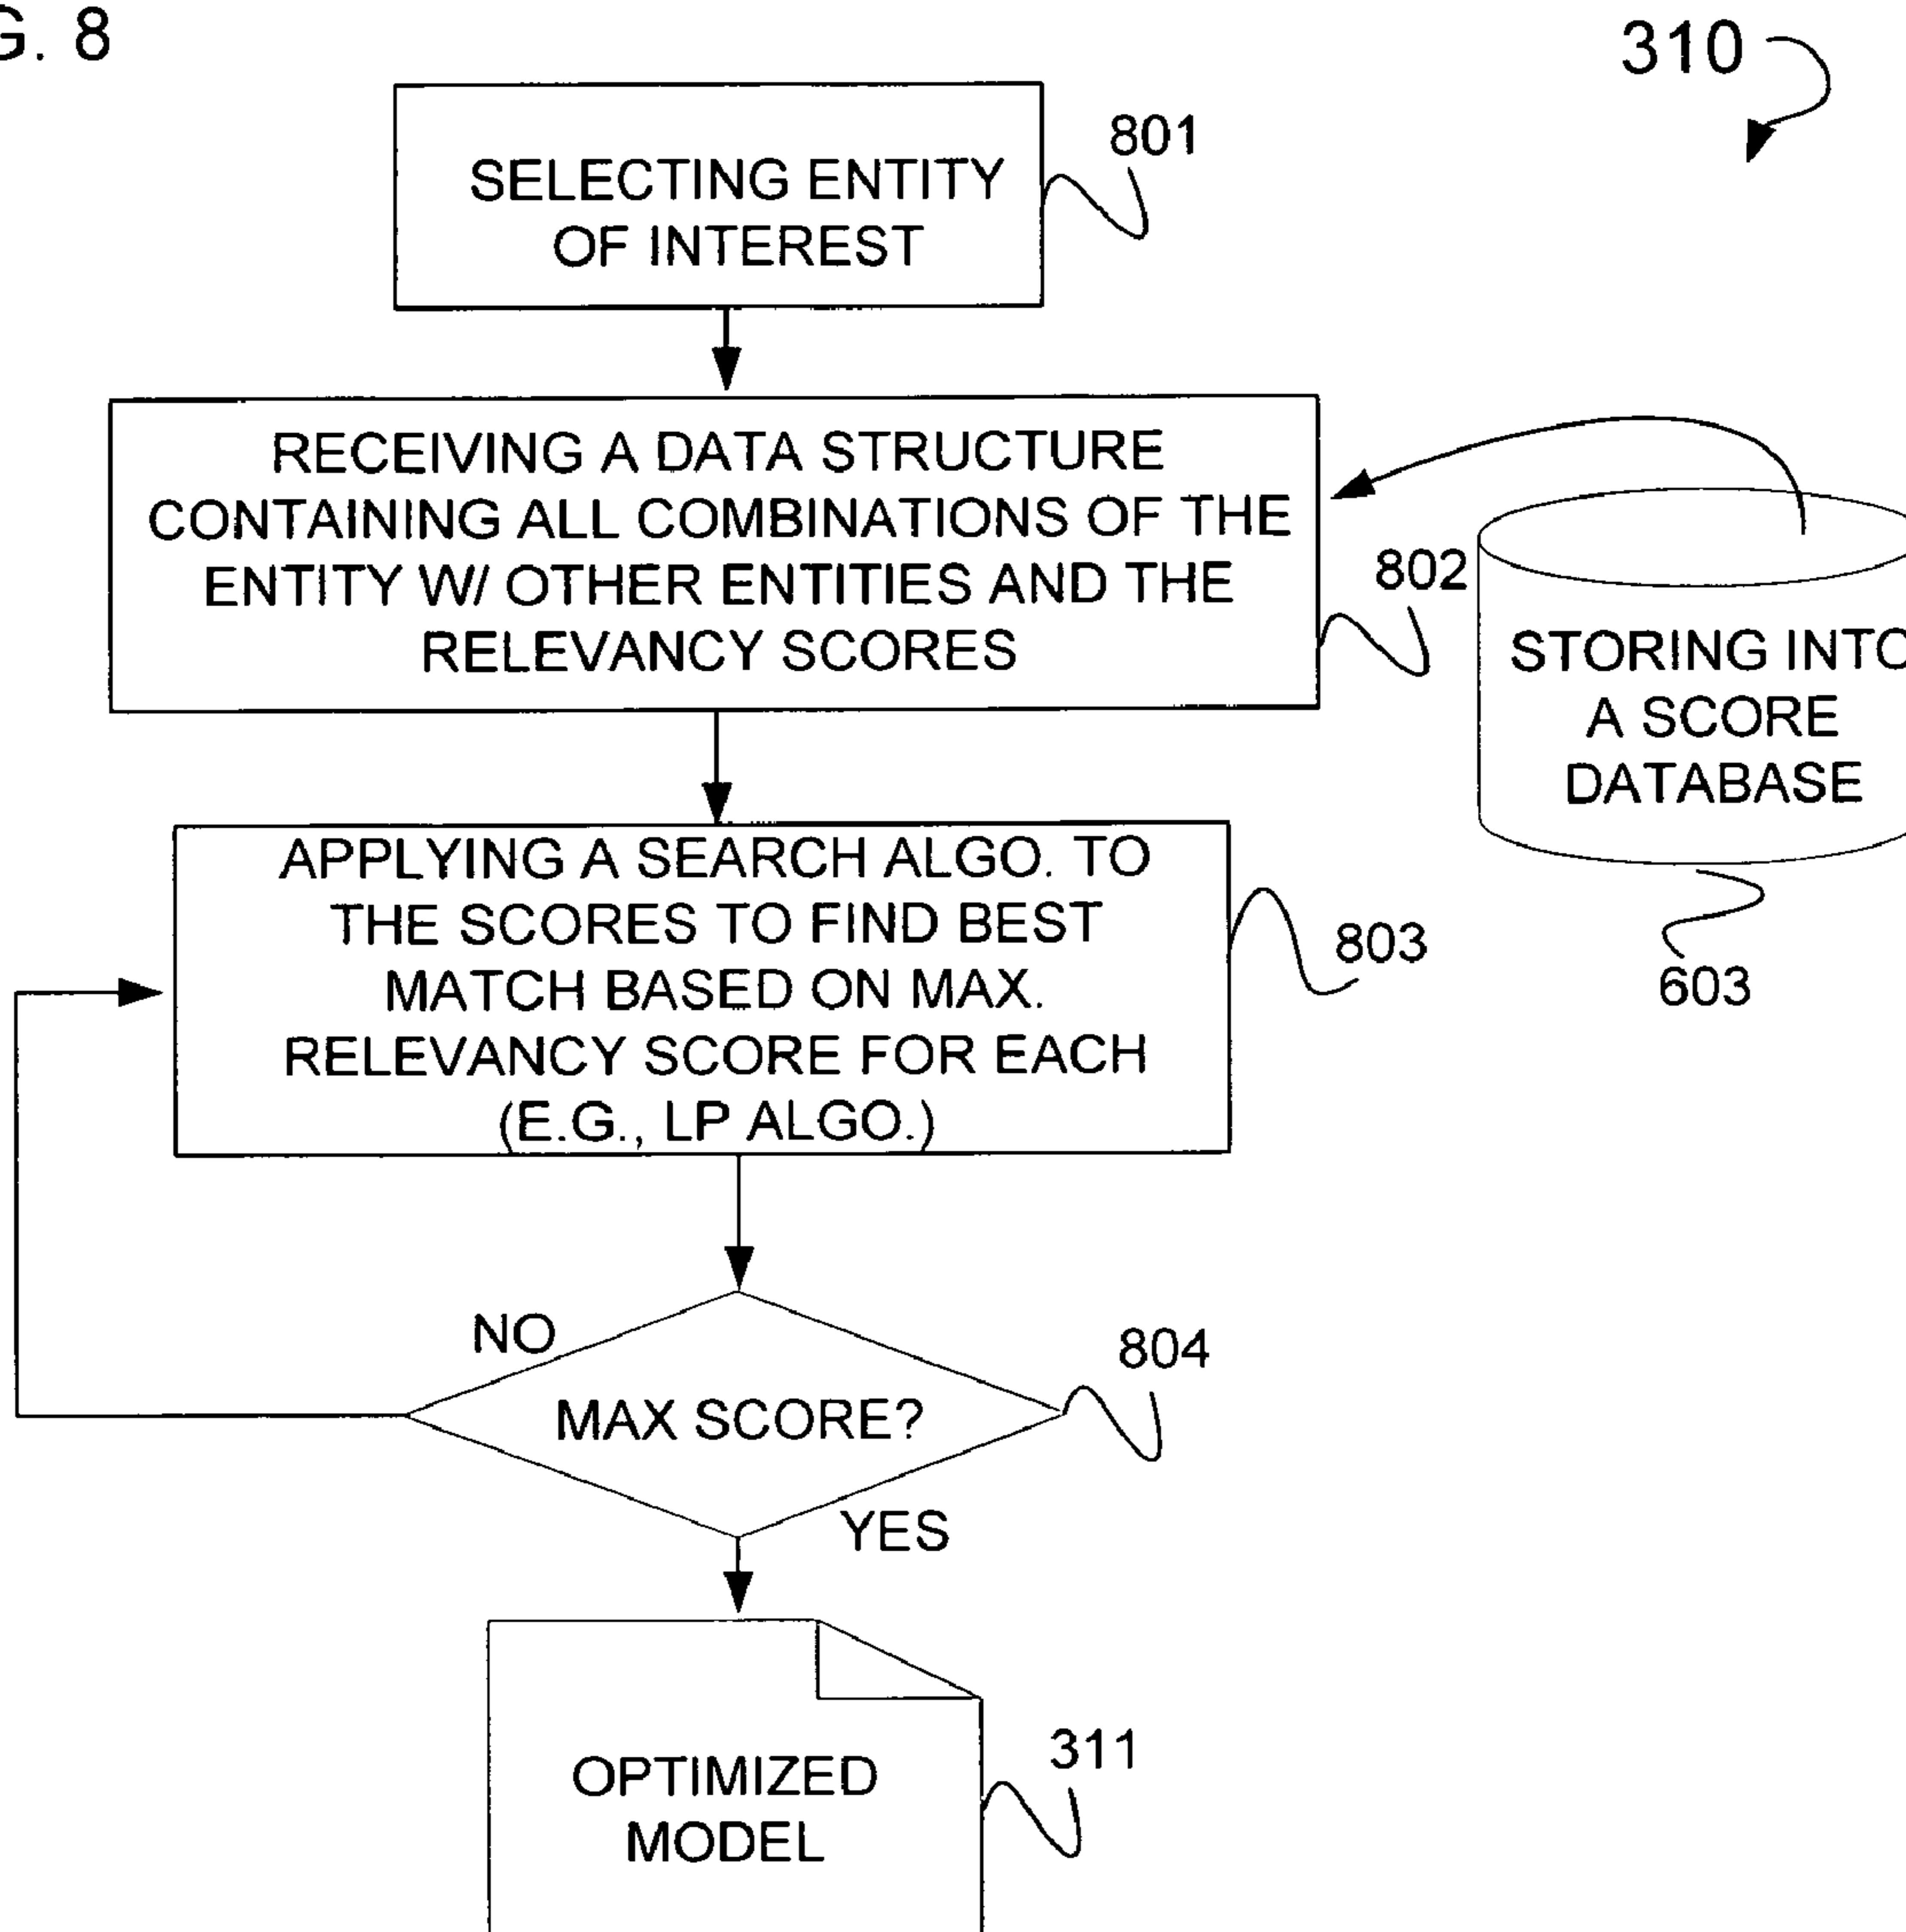 G. 8
310
801
SELECTING ENTITY
OF INTEREST
RECEIVING A DATA STRUCTURE
CONTAINING ALL COMBINATIONS OF THE
ENTITY W/ OTHER ENTITIES AND THE
RELEVANCY SCORES
802
STORING INTO
A SCORE
DATABASE
603
APPLYING A SEARCH ALGO. TO
THE SCORES TO FIND BEST
MATCH BASED ON MAX.
RELEVANCY SCORE FOR EACH
(E.G., LP ALGO.)
803
NO
MAX SCORE?
804
YES
OPTIMIZED
MODEL
311